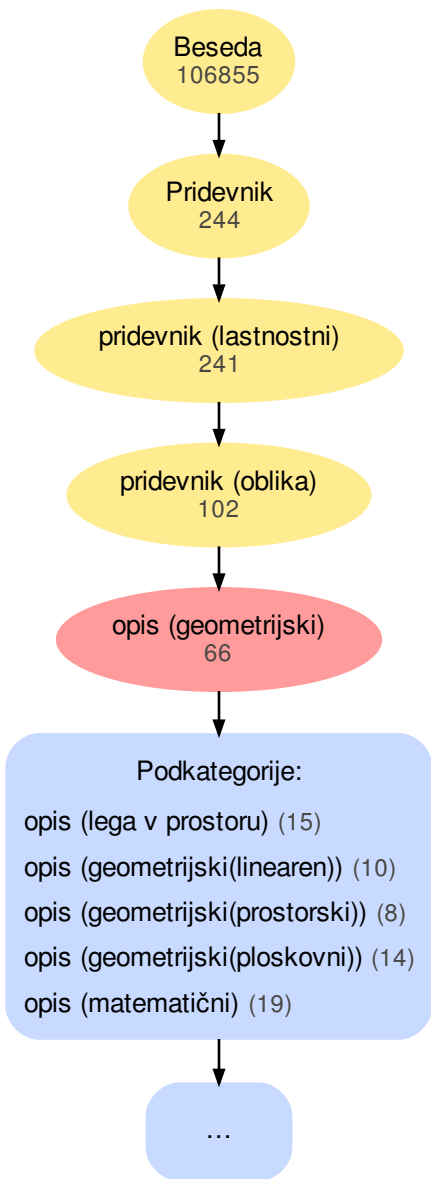 Beseda
106855
Pridevnik
244
pridevnik (lastnostni)
241
pridevnik (oblika)
102
opis (geometrijski)
66
Podkategorije:
opis (lega v prostoru) (15)
opis (geometrijski(linearen)) (10)
opis (geometrijski(prostorski)) (8)
opis (geometrijski(ploskovni)) (14)
opis (matematični) (19)
...